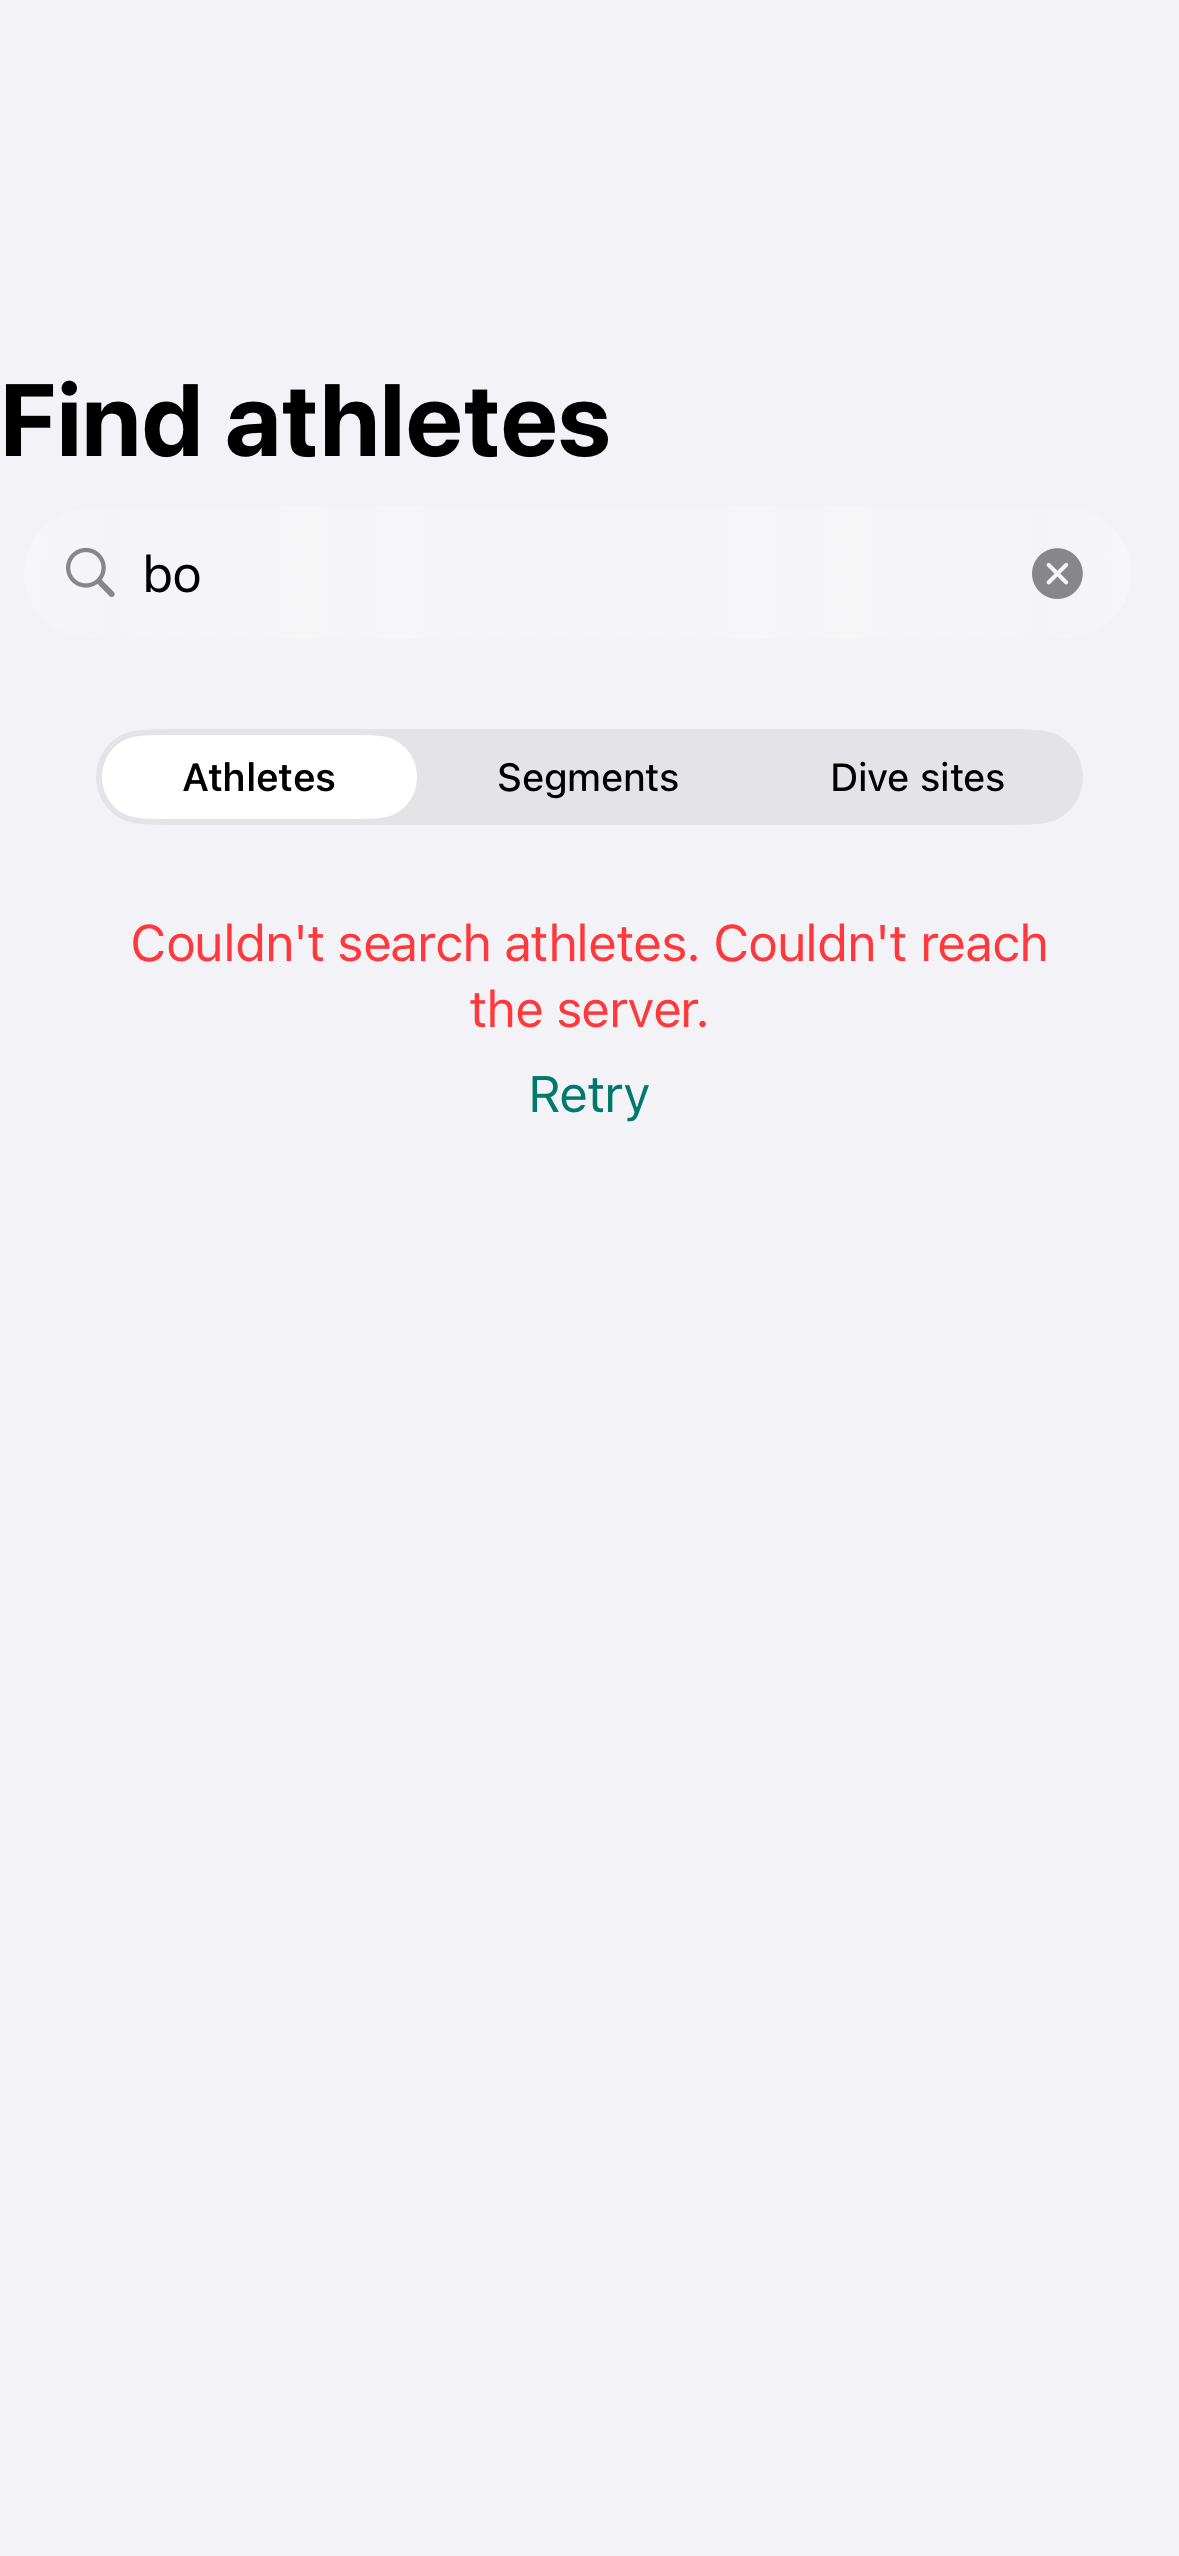 Find athletes
bo
Athletes
Segments
Dive sites
Couldn't search athletes. Couldn't reach
the server.
Retry